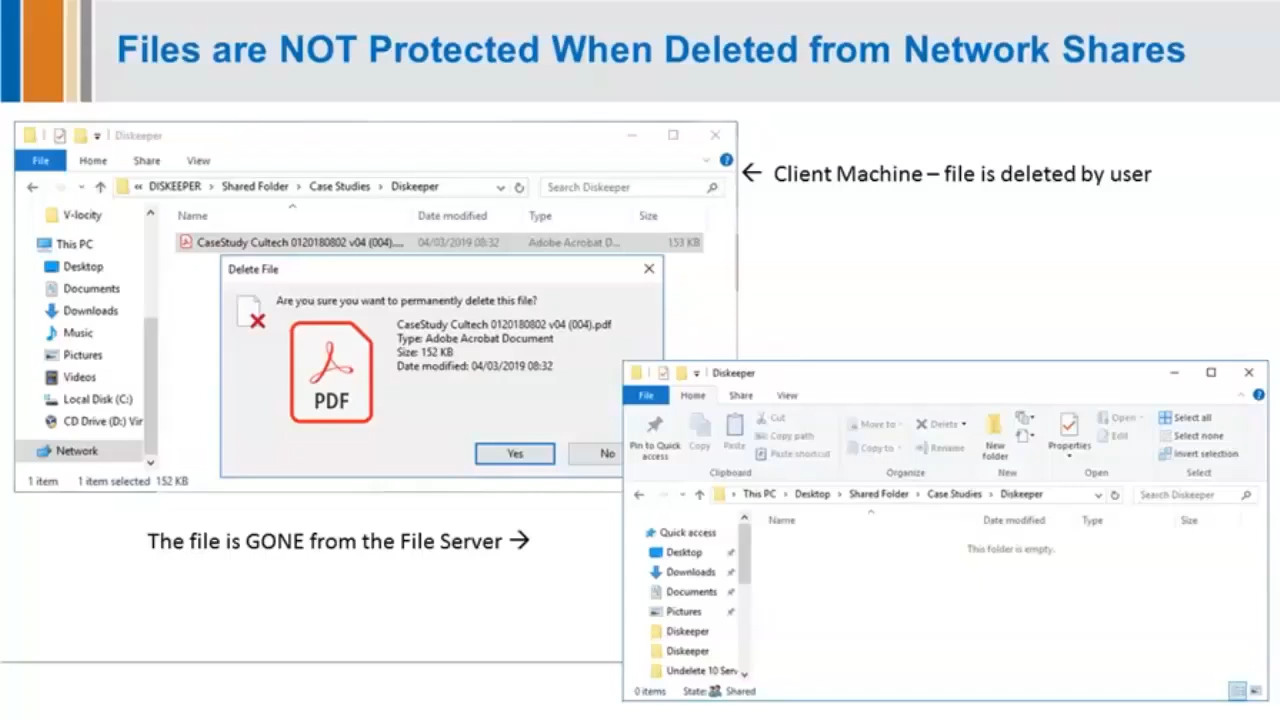 Files are NOT Protected When Deleted from Network Shares
Diskeeper
File Home Share View
« DISKEEPER > Shared Folder > Case Studies > Diskeeper
Search Diskeeper
← Client Machine – file is deleted by user
V-locity
This PC
Desktop
Documents
Downloads
Music
Pictures
Videos
Local Disk (C:)
CD Drive (D:) Vir
Network
Name Date modified Type Size
CaseStudy Cultech 0120180802 v04 (004).... 04/03/2019 08:32 Adobe Acrobat D... 153 KB
Delete File
Are you sure you want to permanently delete this file?
PDF
CaseStudy Cultech 0120180802 v04 (004).pdf
Type: Adobe Acrobat Document
Size: 152 KB
Date modified: 04/03/2019 08:32
Yes No
1 item 1 item selected 152 KB
The file is GONE from the File Server →
Diskeeper
File Home Share View
Pin to Quick
access
Copy
Paste
Cut
Copy path
Paste shortcut
Clipboard
Move to
Copy to
Delete
Rename
Organize
New
folder
New
Properties
Open
Edit
Open
Select all
Select none
Invert selection
Select
> This PC > Desktop > Shared Folder > Case Studies > Diskeeper
Search Diskeeper
Quick access
Desktop
Downloads
Documents
Pictures
Diskeeper
Diskeeper
Undelete 10 Serv
Name Date modified Type Size
This folder is empty.
0 items State: Shared